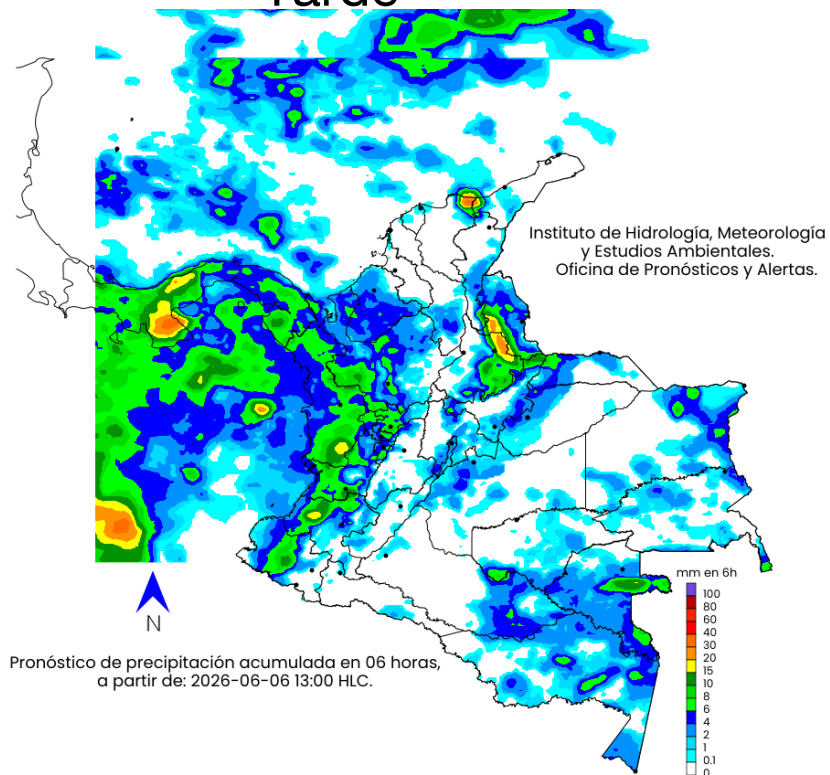 Tarde
Instituto de Hidrología, Meteorología
y Estudios Ambientales.
Oficina de Pronósticos y Alertas.
N
Pronóstico de precipitación acumulada en 06 horas,
a partir de: 2026-06-06 13:00 HLC.
mm en 6h
100
80
60
40
30
20
15
10
8
6
4
2
1
0.1
0